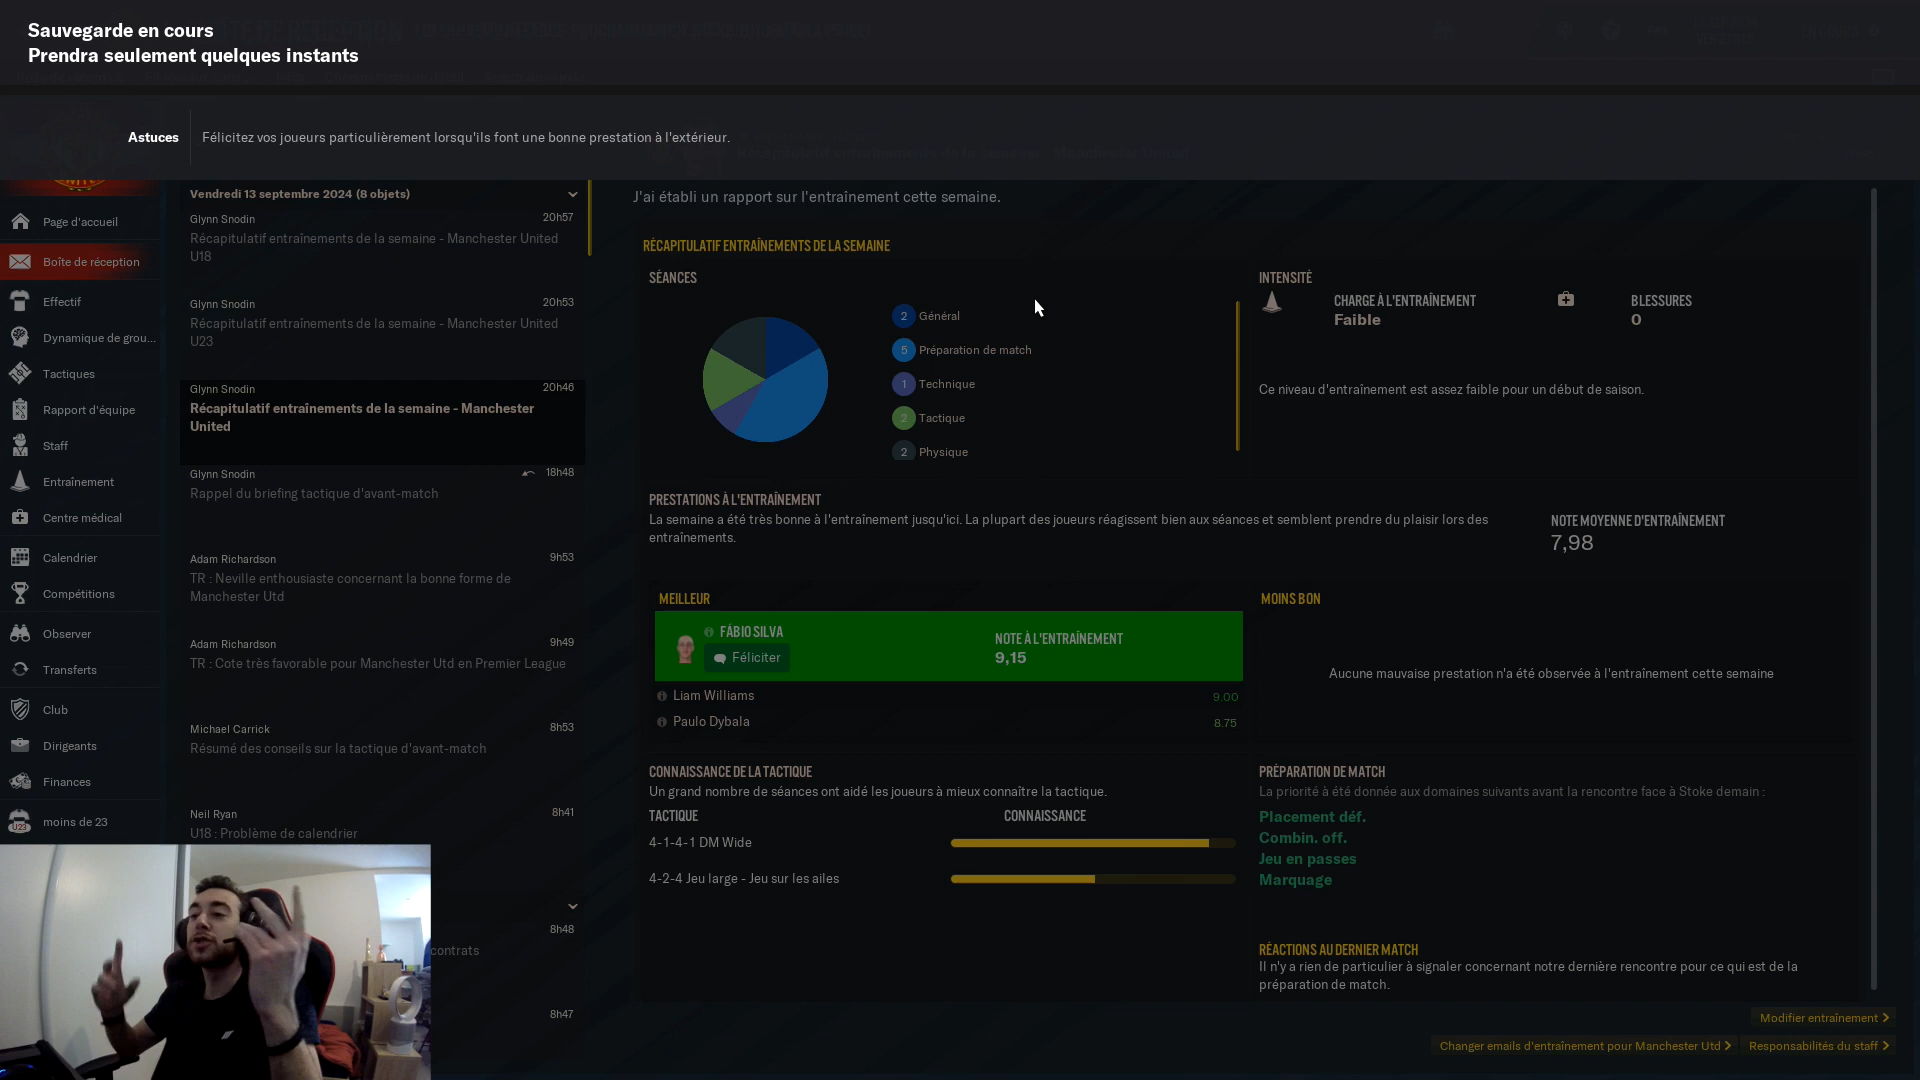 Sauvegarde en cours
Prendra seulement quelques instants
Astuces
Félicitez vos joueurs particulièrement lorsqu'ils font une bonne prestation à l'extérieur.
Page d'accueil
Boîte de réception
Effectif
Dynamique de grou...
Tactiques
Rapport d'équipe
Staff
Entraînement
Centre médical
Calendrier
Compétitions
Observer
Transferts
Club
Dirigeants
Finances
U23
moins de 23
Vendredi 13 septembre 2024 (8 objets)
Glynn Snodin 20h57
Récapitulatif entraînements de la semaine - Manchester United
U18
Glynn Snodin 20h53
Récapitulatif entraînements de la semaine - Manchester United
U23
Glynn Snodin 20h46
Récapitulatif entraînements de la semaine - Manchester
United
Glynn Snodin 18h48
Rappel du briefing tactique d'avant-match
Adam Richardson 9h53
TR : Neville enthousiaste concernant la bonne forme de
Manchester Utd
Adam Richardson 9h49
TR : Cote très favorable pour Manchester Utd en Premier League
Michael Carrick 8h53
Résumé des conseils sur la tactique d'avant-match
Neil Ryan 8h41
U18 : Problème de calendrier
8h48
contrats
8h47
J'ai établi un rapport sur l'entraînement cette semaine.
RÉCAPITULATIF ENTRAÎNEMENTS DE LA SEMAINE
SÉANCES
2 Général
5 Préparation de match
1 Technique
2 Tactique
2 Physique
INTENSITÉ
CHARGE À L'ENTRAÎNEMENT
Faible
BLESSURES
0
Ce niveau d'entraînement est assez faible pour un début de saison.
PRESTATIONS À L'ENTRAÎNEMENT
La semaine a été très bonne à l'entraînement jusqu'ici. La plupart des joueurs réagissent bien aux séances et semblent prendre du plaisir lors des
entraînements.
NOTE MOYENNE D'ENTRAÎNEMENT
7,98
MEILLEUR
FÁBIO SILVA
Féliciter
NOTE À L'ENTRAÎNEMENT
9,15
Liam Williams 9.00
Paulo Dybala 8.75
MOINS BON
Aucune mauvaise prestation n'a été observée à l'entraînement cette semaine
CONNAISSANCE DE LA TACTIQUE
Un grand nombre de séances ont aidé les joueurs à mieux connaître la tactique.
TACTIQUE CONNAISSANCE
4-1-4-1 DM Wide
4-2-4 Jeu large - Jeu sur les ailes
PRÉPARATION DE MATCH
La priorité à été donnée aux domaines suivants avant la rencontre face à Stoke demain :
Placement déf.
Combin. off.
Jeu en passes
Marquage
RÉACTIONS AU DERNIER MATCH
Il n'y a rien de particulier à signaler concernant notre dernière rencontre pour ce qui est de la
préparation de match.
Modifier entraînement
Changer emails d'entraînement pour Manchester Utd
Responsabilités du staff